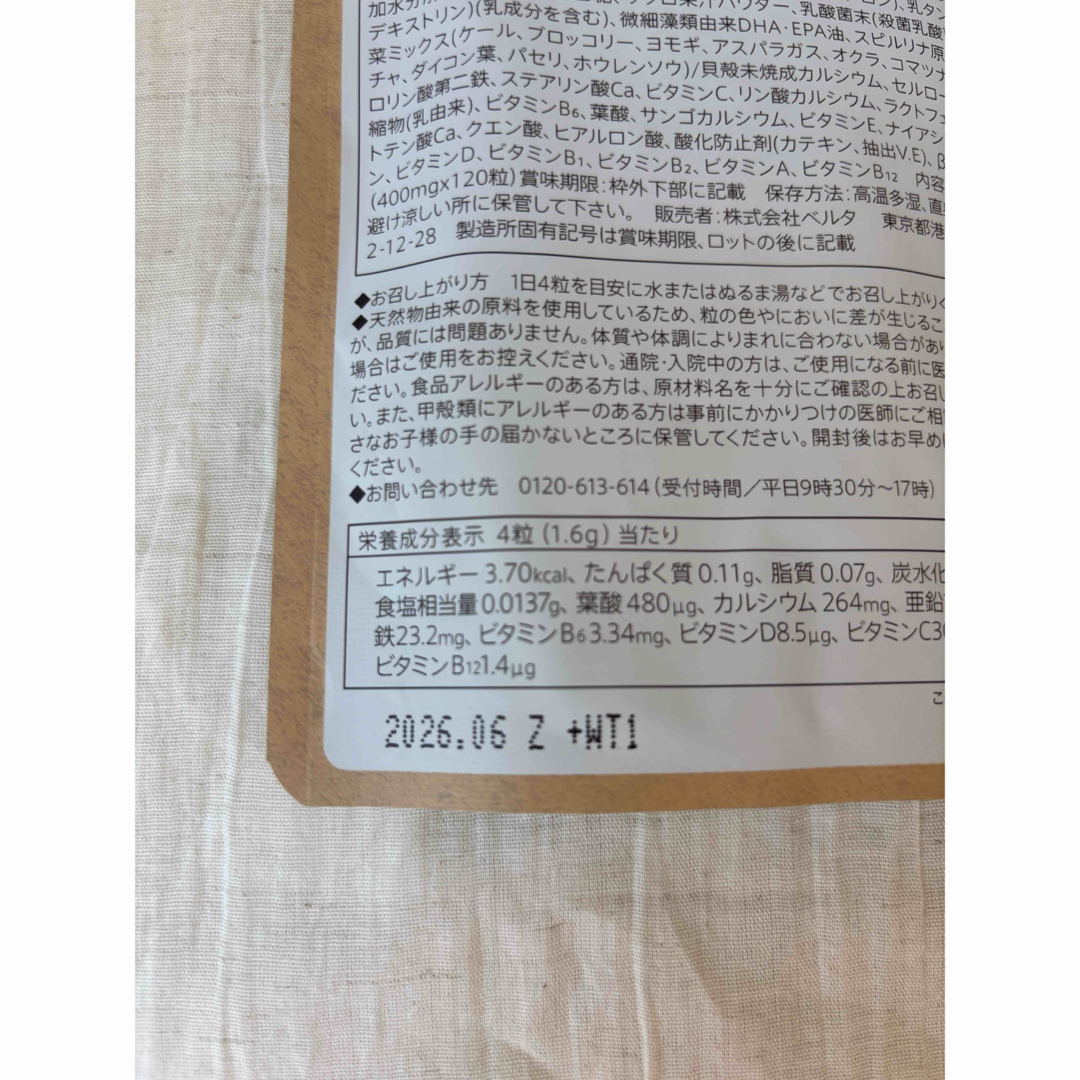 加水分解
デキストリン)(乳成分を含む)、微細藻類由来DHA・EPA油、スピルリナ原
菜ミックス(ケール、ブロッコリー、ヨモギ、アスパラガス、オクラ、コマツナ
チャ、ダイコン葉、パセリ、ホウレンソウ)/貝殻未焼成カルシウム、セルロー
ロリン酸第二鉄、ステアリン酸Ca、ビタミンC、リン酸カルシウム、ラクトフェ
縮物(乳由来)、ビタミンB6、葉酸、サンゴカルシウム、ビタミンE、ナイアシ
トテン酸Ca、クエン酸、ヒアルロン酸、酸化防止剤(カテキン、抽出V.E)、β
ン、ビタミンD、ビタミンB1、ビタミンB2、ビタミンA、ビタミンB12 内容
(400mgx120粒) 賞味期限:枠外下部に記載 保存方法:高温多湿、直
避け涼しい所に保管して下さい。 販売者:株式会社ベルタ 東京都港
2-12-28 製造所固有記号は賞味期限、ロットの後に記載
◆お召し上がり方 1日4粒を目安に水またはぬるま湯などでお召し上がりく
◆天然物由来の原料を使用しているため、粒の色やにおいに差が生じるこ
が、品質には問題ありません。体質や体調によりまれに合わない場合があ
場合はご使用をお控えください。通院・入院中の方は、ご使用になる前に医
ださい。食品アレルギーのある方は、原材料名を十分にご確認の上お召し
い。また、甲殻類にアレルギーのある方は事前にかかりつけの医師にご相
さなお子様の手の届かないところに保管してください。開封後はお早め
ください。
◆お問い合わせ先 0120-613-614(受付時間/平日9時30分～17時)
栄養成分表示 4粒(1.6g)当たり
エネルギー 3.70kcal、たんぱく質 0.11g、脂質 0.07g、炭水化
食塩相当量 0.0137g、葉酸 480μg、カルシウム 264mg、亜鉛
鉄23.2mg、ビタミンB6 3.34mg、ビタミンD8.5μg、ビタミンC30
ビタミンB12 1.4μg
こ
2026.06 Z +WT1